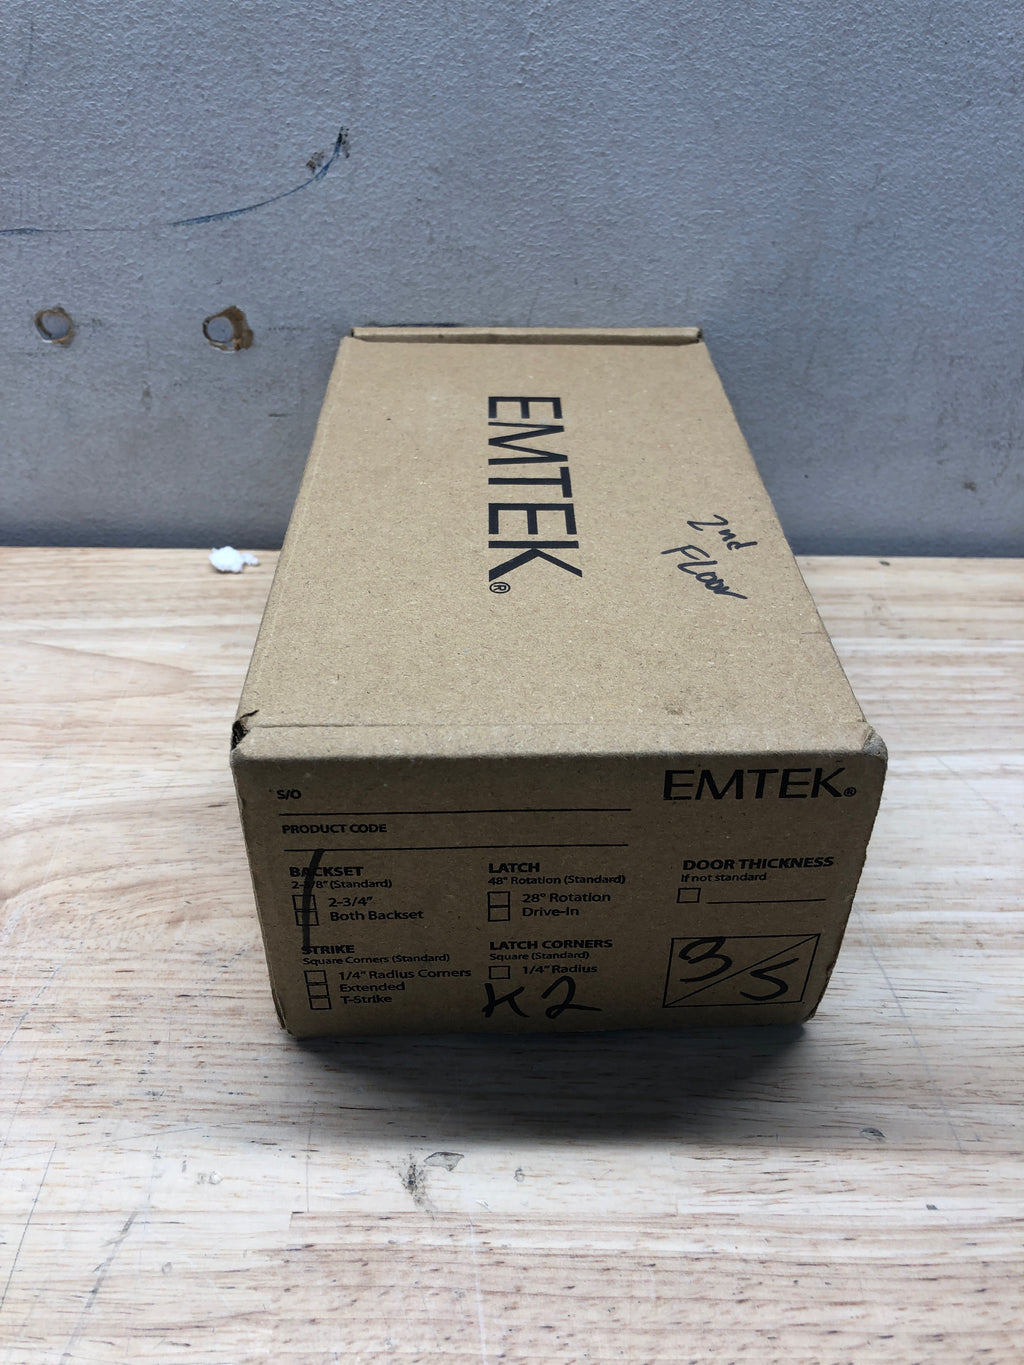 EMTEK®
2nd
Floor
EMTEK®
S/O
PRODUCT CODE
BACKSET
2-3/8" (Standard)
2-3/4"
Both Backset
LATCH
48° Rotation (Standard)
28° Rotation
Drive-In
DOOR THICKNESS
If not standard
STRIKE
Square Corners (Standard)
1/4" Radius Corners
Extended
T-Strike
LATCH CORNERS
Square (Standard)
1/4" Radius
K2
3/5